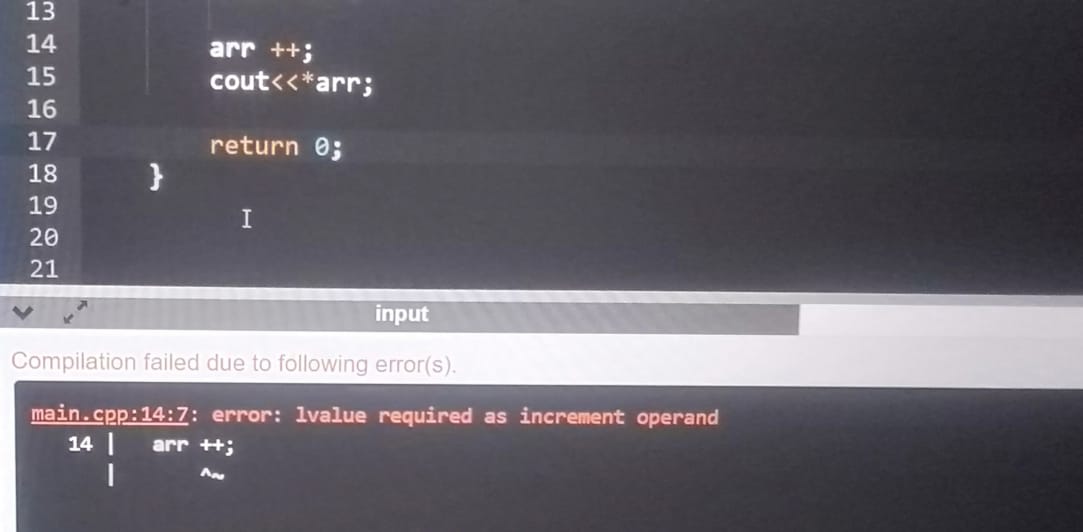 13
14 arr ++;
15 cout<<*arr;
16
17 return 0;
18 }
19
20
21
input
Compilation failed due to following error(s).
main.cpp:14:7: error: lvalue required as increment operand
14 | arr ++;
| ^~